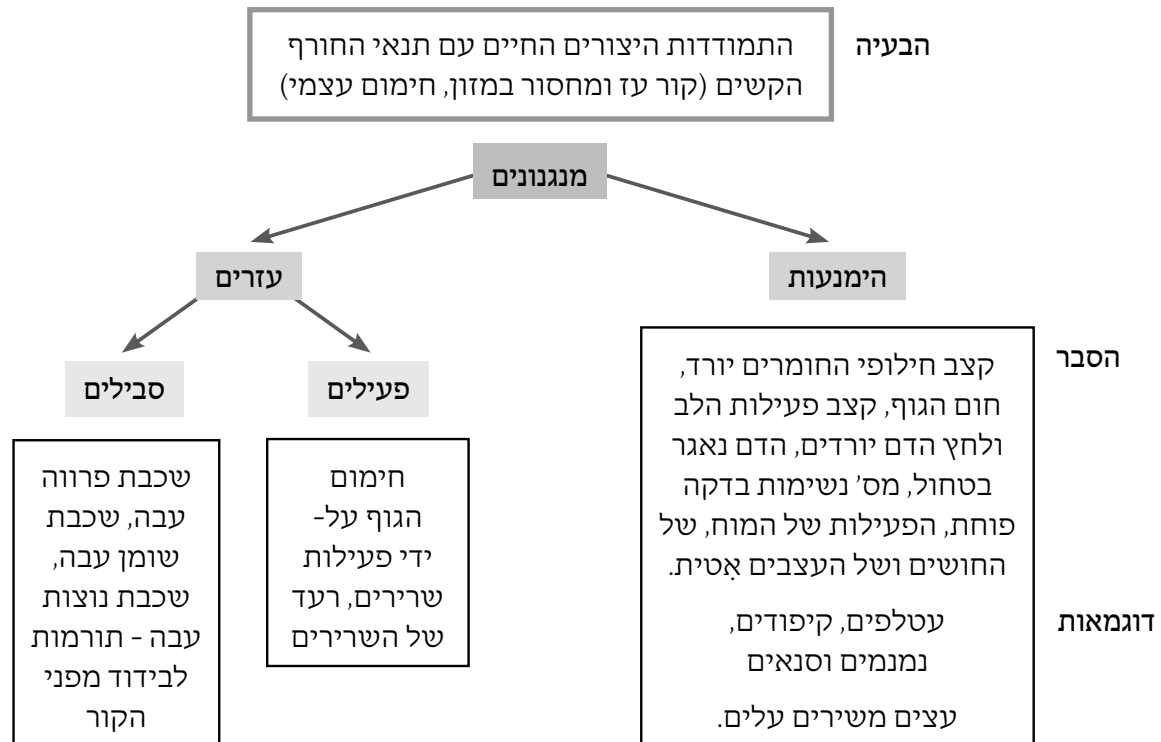 הבעיה
התמודדות היצורים החיים עם תנאי החורף
הקשים (קור עז ומחסור במזון, חימום עצמי)
מנגנונים
הימנעות
עזרים
הסבר
קצב חילופי החומרים יורד,
חום הגוף, קצב פעילות הלב
ולחץ הדם יורדים, הדם נאגר
בטחול, מס' נשימות בדקה
פוחת, הפעילות של המוח, של
החושים ושל העצבים אִטית.
דוגמאות
עטלפים, קיפודים,
נמנמים וסנאים
עצים משירים עלים.
פעילים
חימום
הגוף על-
ידי פעילות
שרירים, רעד
של השרירים
סבילים
שכבת פרווה
עבה, שכבת
שומן עבה,
שכבת נוצות
עבה - תורמות
לבידוד מפני
הקור